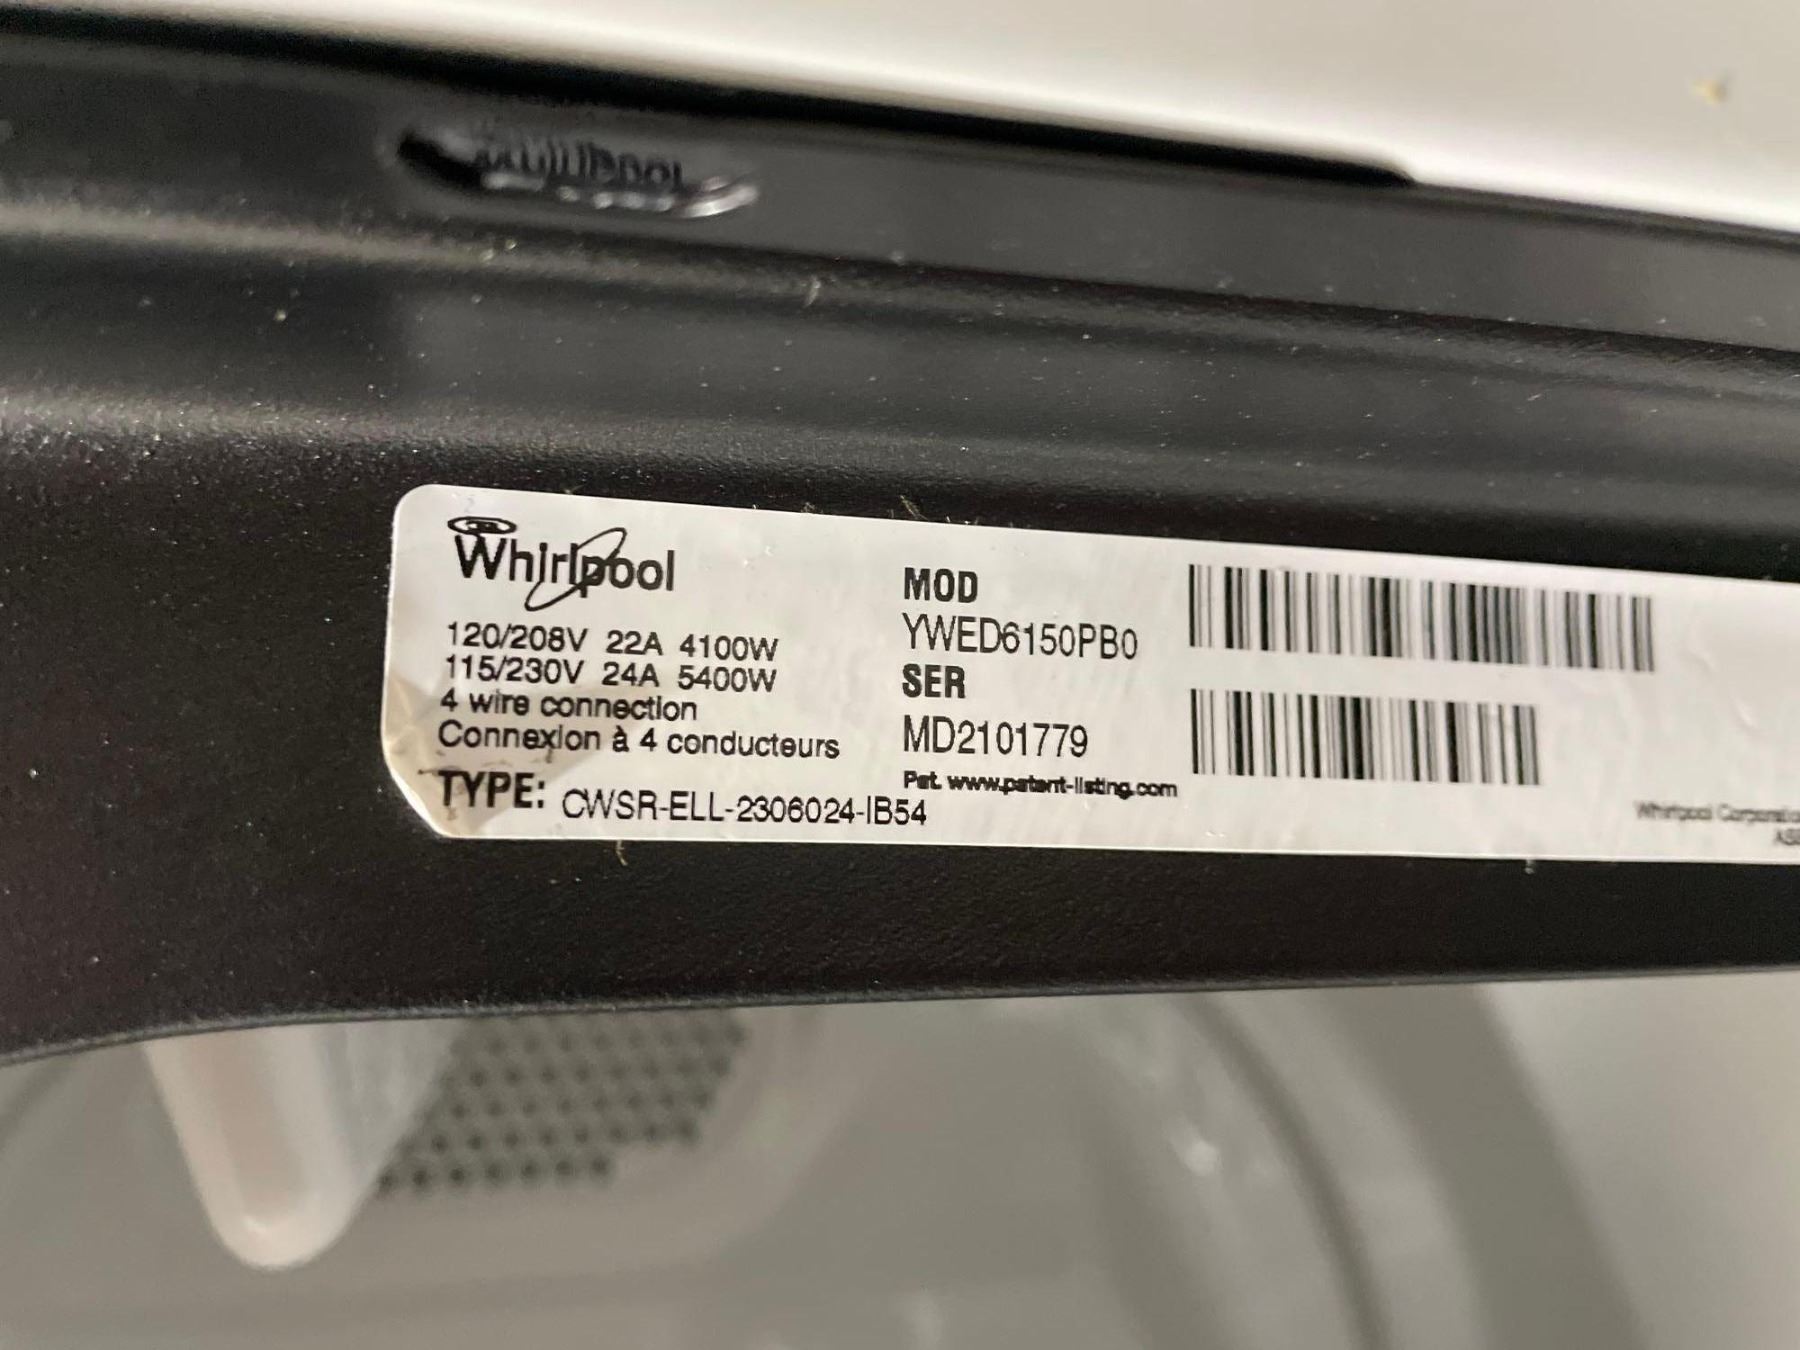 Whirlpool
120/208V 22A 4100W
115/230V 24A 5400W
4 wire connection
Connexion à 4 conducteurs
TYPE: CWSR-ELL-2306024-IB54
MOD
YWED6150PB0
SER
MD2101779
Pat. www.patent-listing.com
Whirlpool